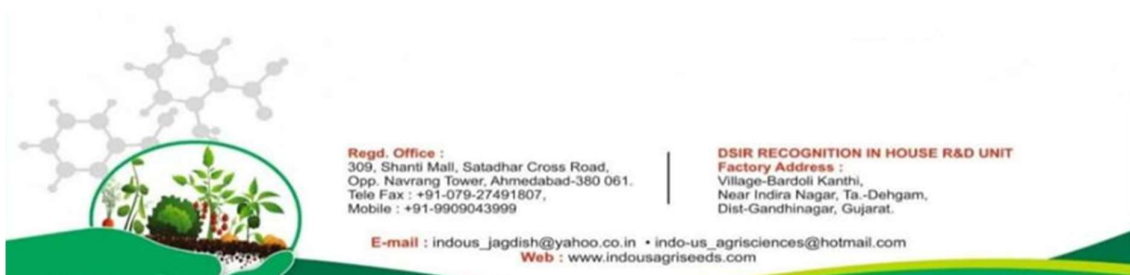 Regd. Office :
309, Shanti Mall, Satadhar Cross Road,
Opp. Navrang Tower, Ahmedabad-380 061.
Tele Fax : +91-079-27491807,
Mobile : +91-9909043999
DSIR RECOGNITION IN HOUSE R&D UNIT
Factory Address :
Village-Bardoli Kanthi,
Near Indira Nagar, Ta.-Dehgam,
Dist-Gandhinagar, Gujarat.
E-mail : indous_jagdish@yahoo.co.in • indo-us_agrisciences@hotmail.com
Web : www.indousagriseeds.com